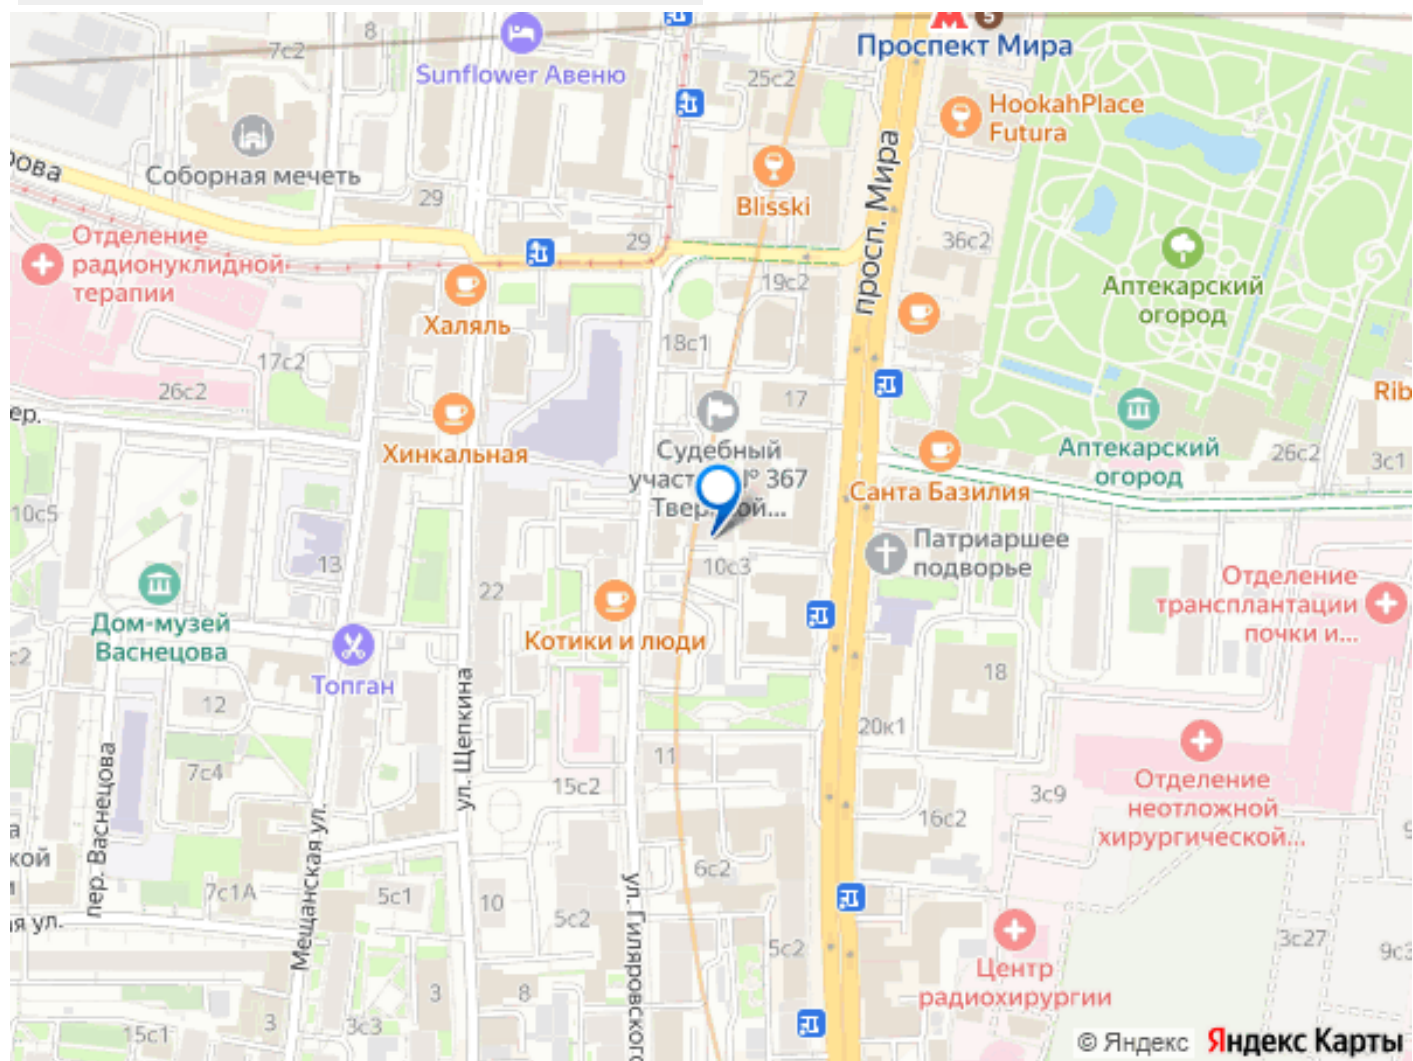 8
7с2
Sunflower Авеню
5
Проспект Мира
25с2
HookahPlace
Futura
Соборная мечеть
просп. Мира
29
Blisski
29
36с2
Отделение
радионуклидной
терапии
Халяль
19с2
Аптекарский
огород
18с1
17с2
26с2
17
Rib
ер.
Хинкальная
Судебный
№ 367
Аптекарский
огород
26с2
3с1
Санта Базилия
10с5
13
Патриаршее
подворье
10с3
22
Отделение
трансплантации
почки и...
Дом-музей
Васнецова
Котики и люди
Топган
12
18
ул. Щепкина
20к1
11
7с4
15с2
Отделение
неотложной
хирургической...
3с9
16с2
пер. Васнецова
кой
6с2
7с1А
5с1
10
5с2
ул. Гиляровского
Мещанская ул.
я ул.
5с2
3с27
9с3
Центр
радиохирургии
3
8
15с1
3
3с3
© Яндекс Яндекс Карты